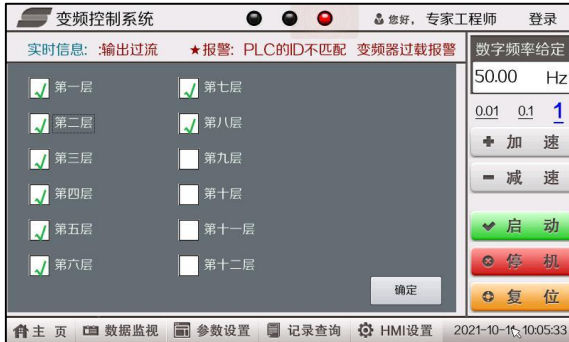 变频控制系统 您好, 专家工程师 登录
实时信息: :输出过流 ★报警: PLC的ID不匹配 变频器过载报警
数字频率给定
50.00 Hz
0.01 0.1 1
加 速
减 速
启 动
停 机
复 位
第一层 第七层
第二层 第八层
第三层 第九层
第四层 第十层
第五层 第十一层
第六层 第十二层
确定
主 页 数据监视 参数设置 记录查询 HMI设置 10:05:33